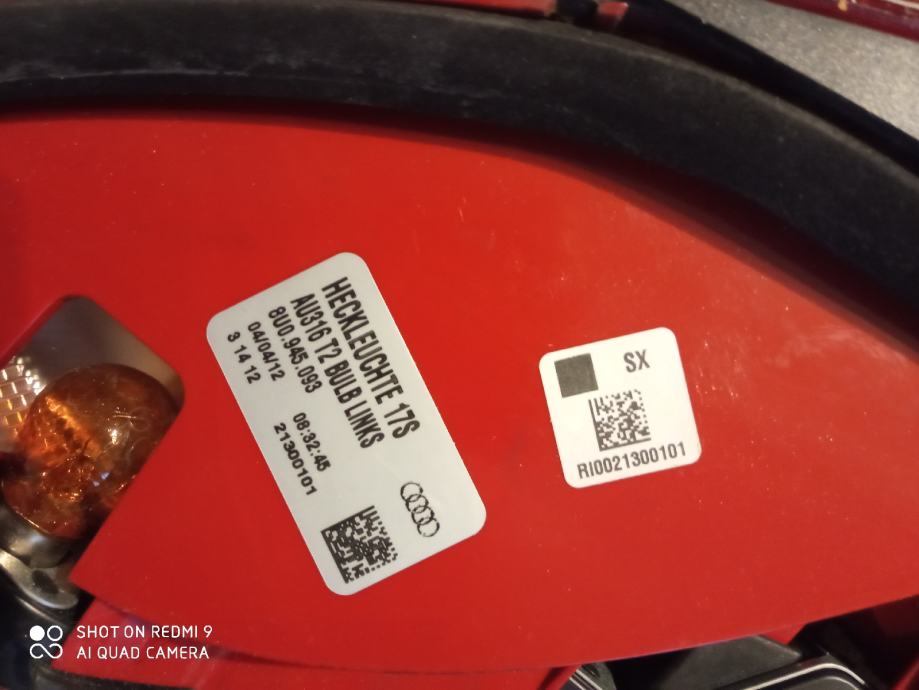 HECKLEUCHTE 17S
AU316 T2 BULB LINKS
8U0.945.093
04/04/12 08:32:45
3 14 12 21300101
SX
RI0021300101
SHOT ON REDMI 9
AI QUAD CAMERA